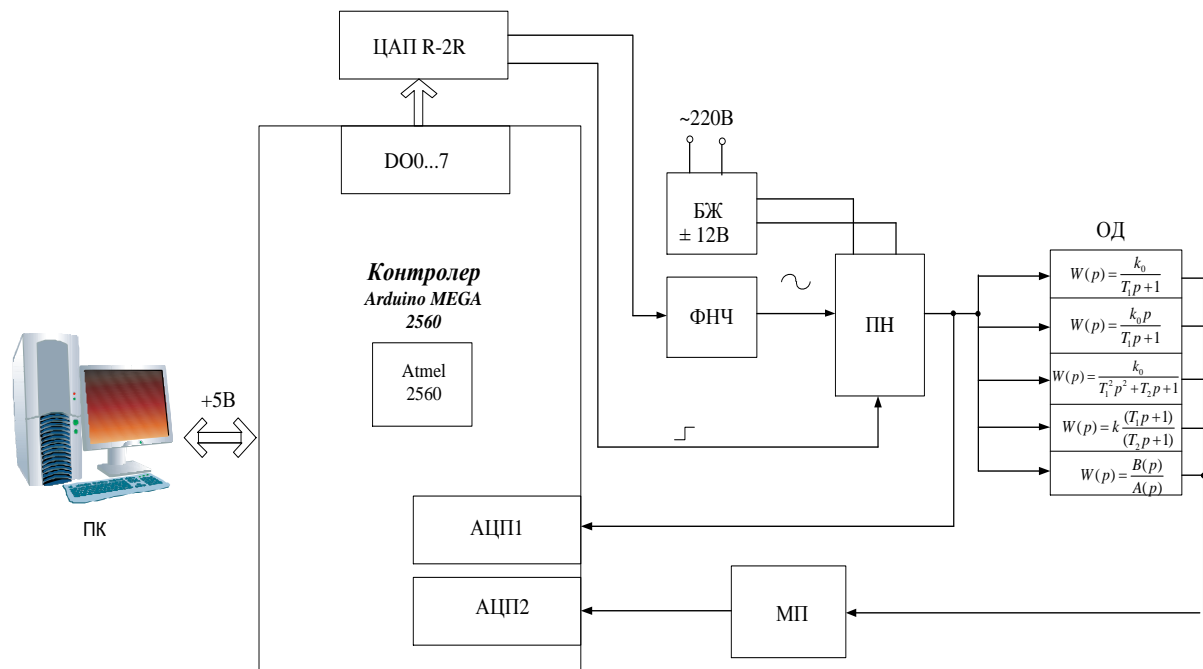 ЦАП R-2R
DO0...7
~220В
БЖ
± 12В
ОД
Контролер
Arduino MEGA
2560
Atmel
2560
ФНЧ
ПН
W(p)=k₀/(T₁p+1)
W(p)=k₀p/(T₁p+1)
W(p)=k₀/(T₁²p²+T₂p+1)
W(p)=k(T₁p+1)/(T₂p+1)
W(p)=B(p)/A(p)
+5В
ПК
АЦП1
АЦП2
МП